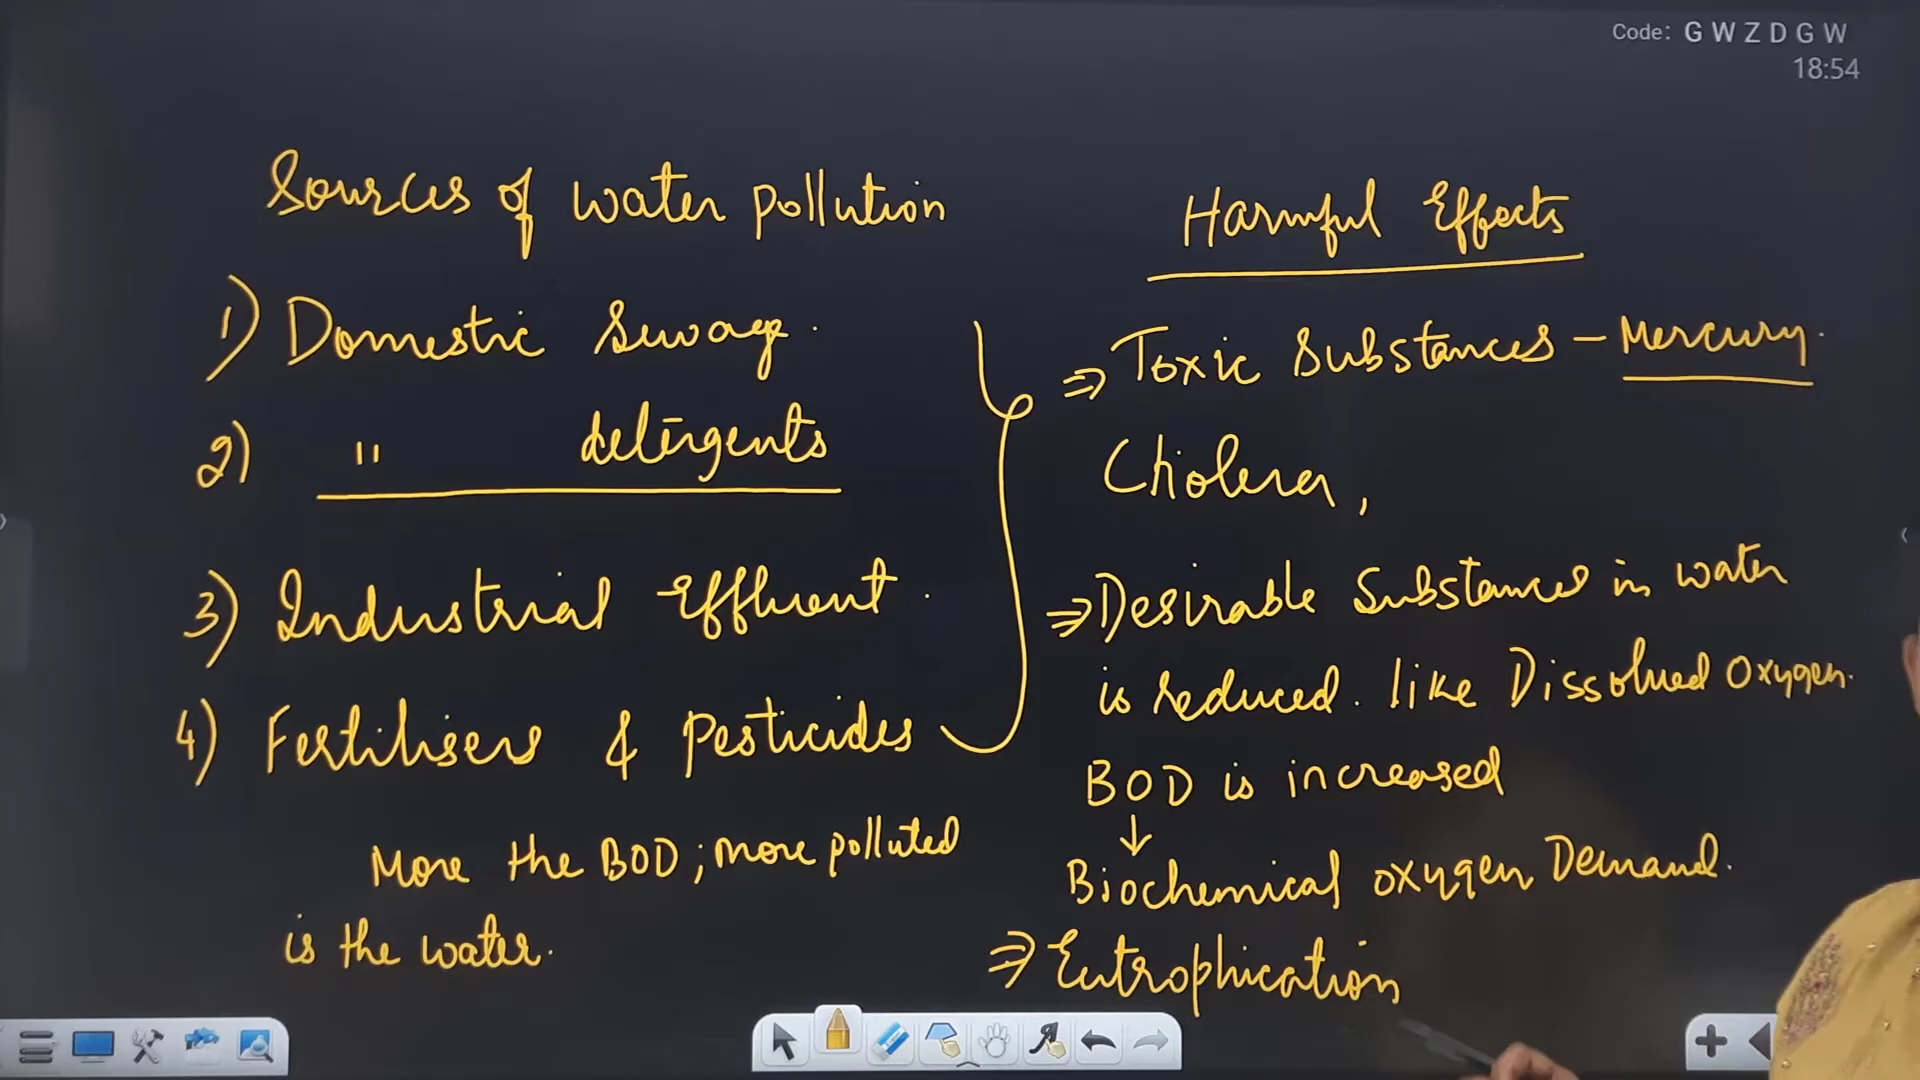 Code: GWZDGW
18:54
Sources of water pollution
1) Domestic Sewage.
2) " detergents
3) Industrial Effluent.
4) Fertilisers & Pesticides
More the BOD; more polluted
is the water.
Harmful Effects
⇒ Toxic Substances - Mercury.
Cholera,
⇒ Desirable Substances in water
is reduced. like Dissolved Oxygen.
BOD is increased
↓
Biochemical oxygen Demand.
⇒ Eutrophication